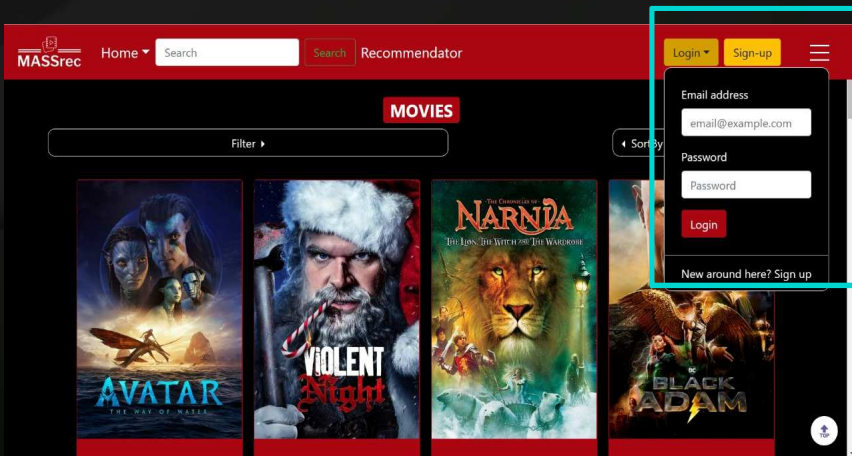 MASSrec
Home
Search
Search
Recommendator
Login
Sign-up
MOVIES
Filter
SortBy
Email address
email@example.com
Password
Password
Login
New around here? Sign up
AVATAR
THE WAY OF WATER
VIOLENT
Night
THE CHRONICLES OF
NARNIA
THE LION, THE WITCH AND THE WARDROBE
DC
BLACK
ADAM
TOP